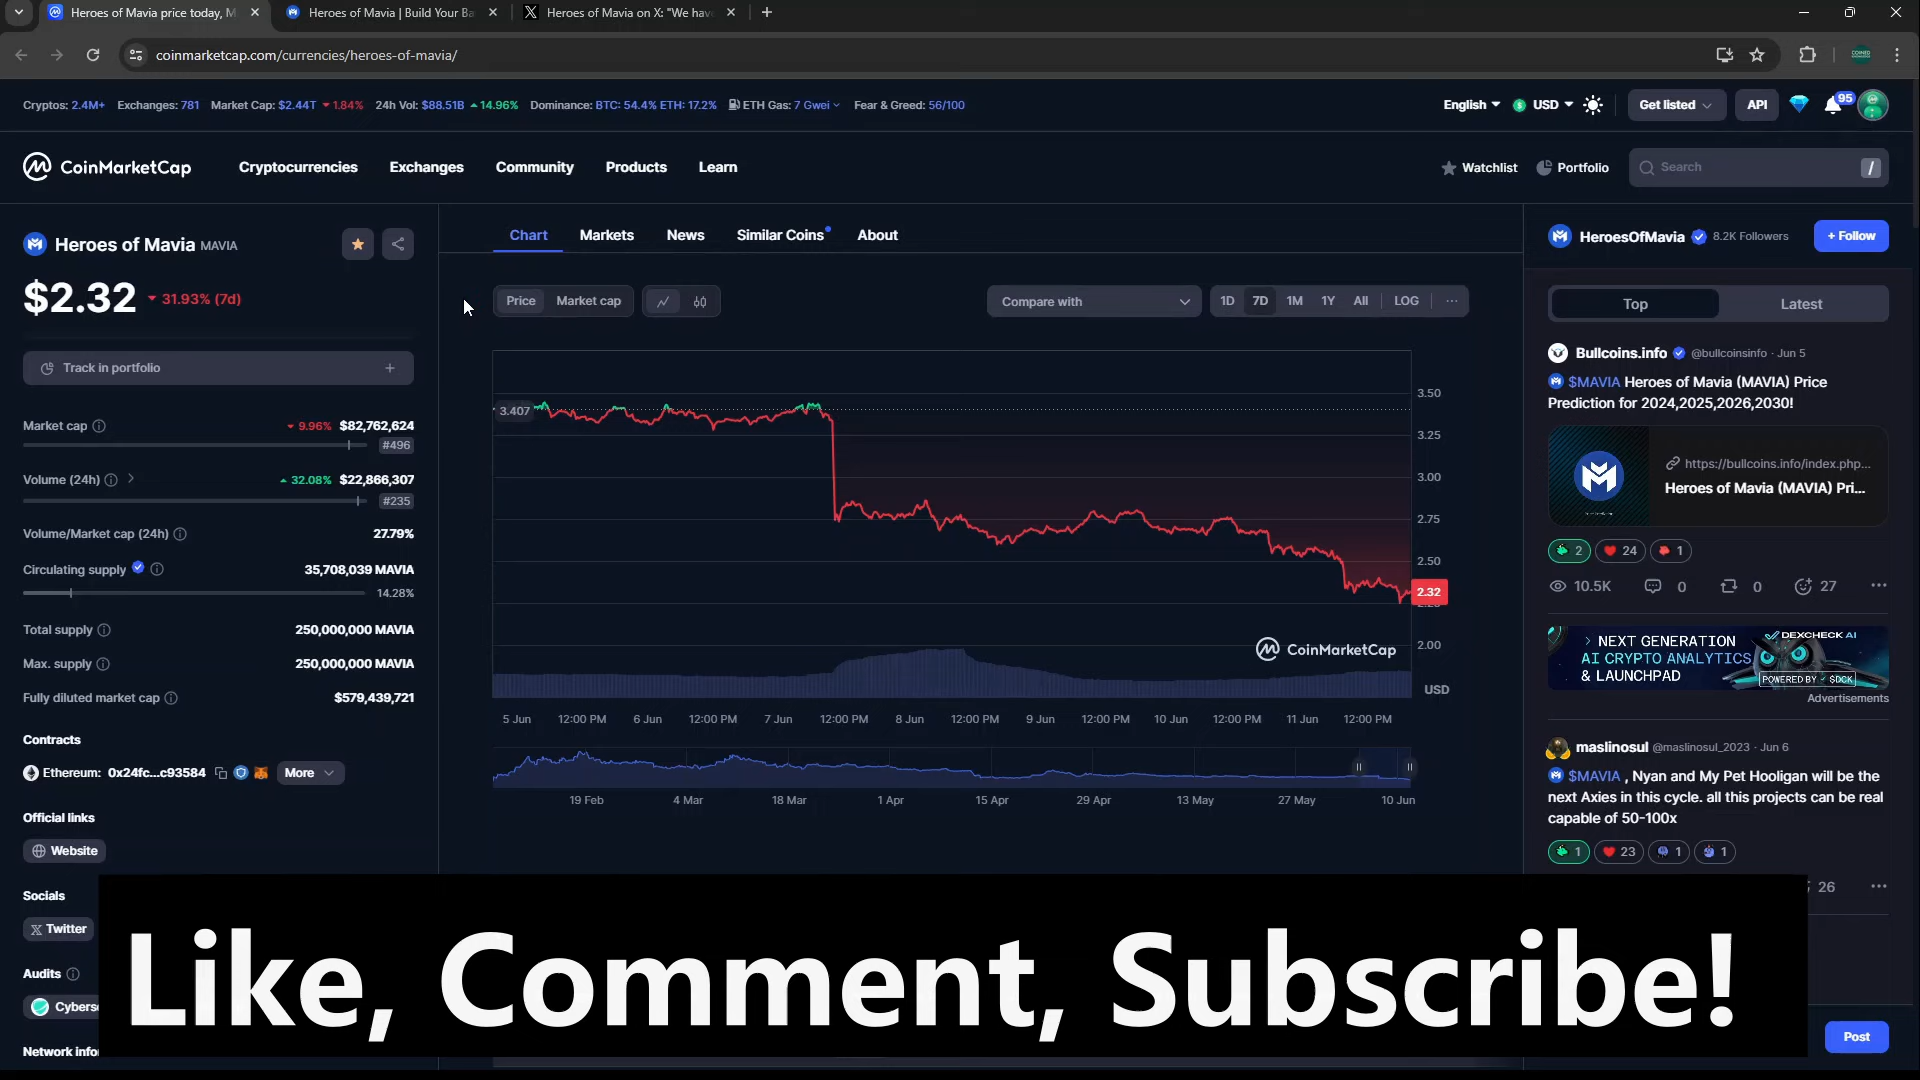 Heroes of Mavia price today, M
Heroes of Mavia | Build Your Ba
Heroes of Mavia on X: "We have
coinmarketcap.com/currencies/heroes-of-mavia/
Cryptos: 2.4M+ Exchanges: 781 Market Cap: $2.44T 1.84% 24h Vol: $88.51B 14.96% Dominance: BTC: 54.4% ETH: 17.2% ETH Gas: 7 Gwei Fear & Greed: 56/100
English USD Get listed API 95
CoinMarketCap Cryptocurrencies Exchanges Community Products Learn
Watchlist Portfolio Search /
Heroes of Mavia MAVIA
$2.32 31.93% (7d)
Track in portfolio +
Market cap 9.96% $82,762,624
#496
Volume (24h) 32.08% $22,866,307
#235
Volume/Market cap (24h) 27.79%
Circulating supply 35,708,039 MAVIA
14.28%
Total supply 250,000,000 MAVIA
Max. supply 250,000,000 MAVIA
Fully diluted market cap $579,439,721
Contracts
Ethereum: 0x24fc...c93584 More
Official links
Website
Socials
Twitter
Audits
Cybers
Network info
Chart Markets News Similar Coins About
Price Market cap
Compare with 1D 7D 1M 1Y All LOG ...
3.407
3.50
3.25
3.00
2.75
2.50
2.32
2.00
CoinMarketCap
USD
5 Jun 12:00 PM 6 Jun 12:00 PM 7 Jun 12:00 PM 8 Jun 12:00 PM 9 Jun 12:00 PM 10 Jun 12:00 PM 11 Jun 12:00 PM
19 Feb 4 Mar 18 Mar 1 Apr 15 Apr 29 Apr 13 May 27 May 10 Jun
HeroesOfMavia 8.2K Followers + Follow
Top Latest
Bullcoins.info @bullcoinsinfo · Jun 5
$MAVIA Heroes of Mavia (MAVIA) Price
Prediction for 2024,2025,2026,2030!
https://bullcoins.info/index.php...
Heroes of Mavia (MAVIA) Pri...
2 24 1
10.5K 0 0 27 ...
> NEXT GENERATION
AI CRYPTO ANALYTICS
& LAUNCHPAD
DEXCHECK AI
POWERED BY $DCK
Advertisements
maslinosul @maslinosul_2023 · Jun 6
$MAVIA , Nyan and My Pet Hooligan will be the
next Axies in this cycle. all this projects can be real
capable of 50-100x
1 23 1 1
26 ...
Post
Like, Comment, Subscribe!